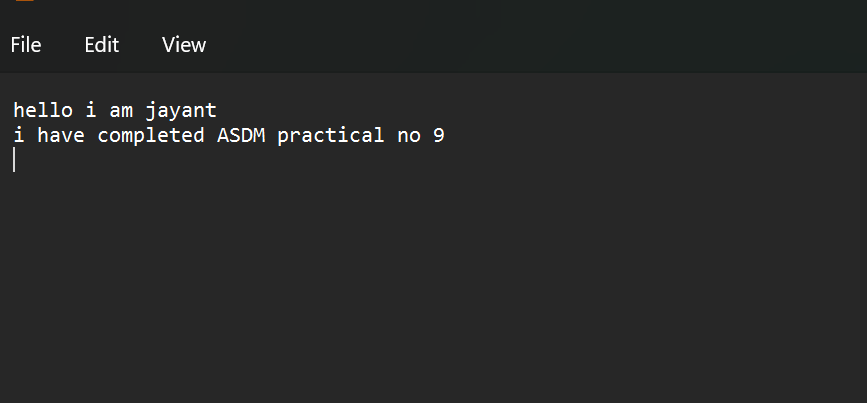 File Edit View
hello i am jayant
i have completed ASDM practical no 9